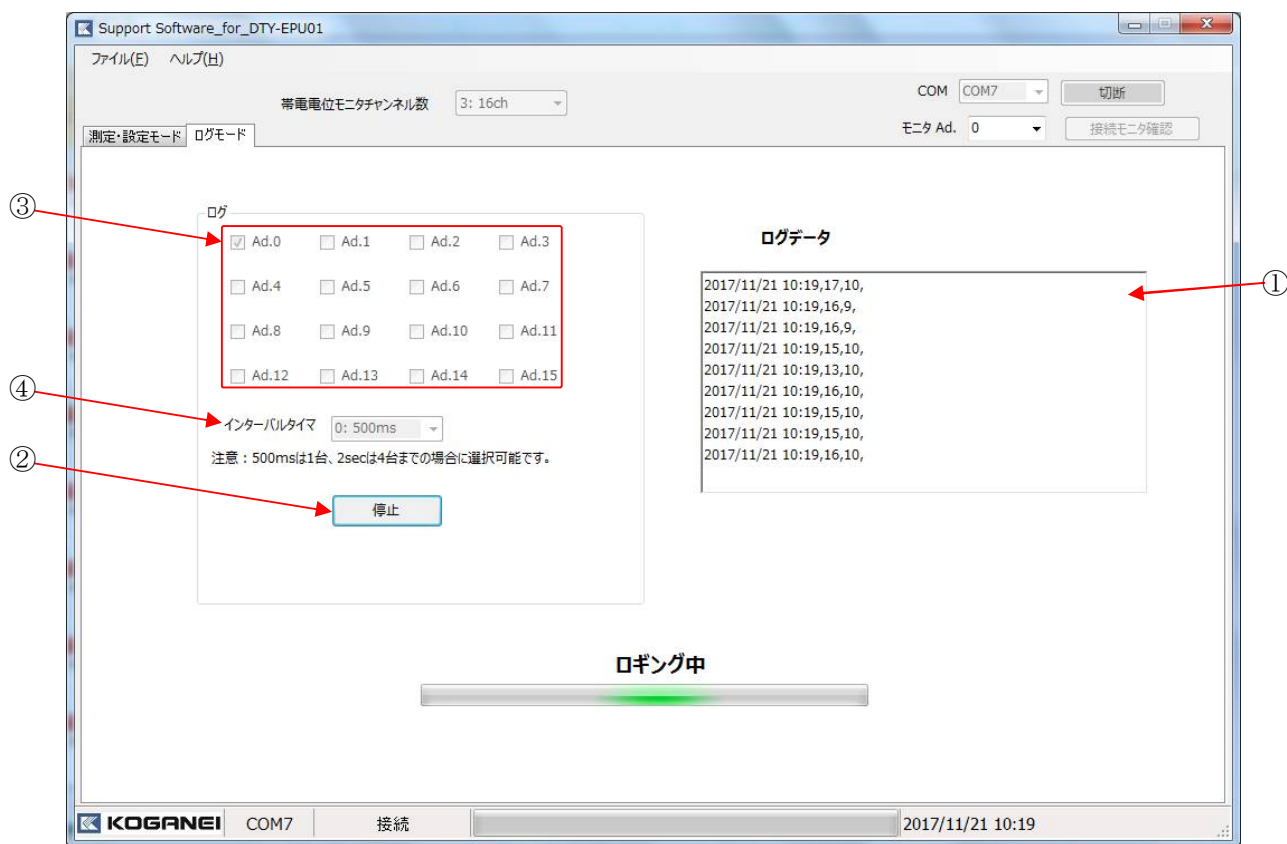 Support Software_for_DTY-EPU01
ファイル(F) ヘルプ(H)
帯電電位モニタチャンネル数 3: 16ch
COM COM7 切断
モニタ Ad. 0 接続モニタ確認
測定・設定モード ログモード
③
ログ
Ad.0 Ad.1 Ad.2 Ad.3
Ad.4 Ad.5 Ad.6 Ad.7
Ad.8 Ad.9 Ad.10 Ad.11
Ad.12 Ad.13 Ad.14 Ad.15
④
インターバルタイマ 0: 500ms
②
注意：500msは1台、2secは4台までの場合に選択可能です。
停止
ログデータ
①
2017/11/21 10:19,17,10,
2017/11/21 10:19,16,9,
2017/11/21 10:19,16,9,
2017/11/21 10:19,15,10,
2017/11/21 10:19,13,10,
2017/11/21 10:19,16,10,
2017/11/21 10:19,15,10,
2017/11/21 10:19,15,10,
2017/11/21 10:19,16,10,
ロギング中
KOGANEI COM7 接続 2017/11/21 10:19